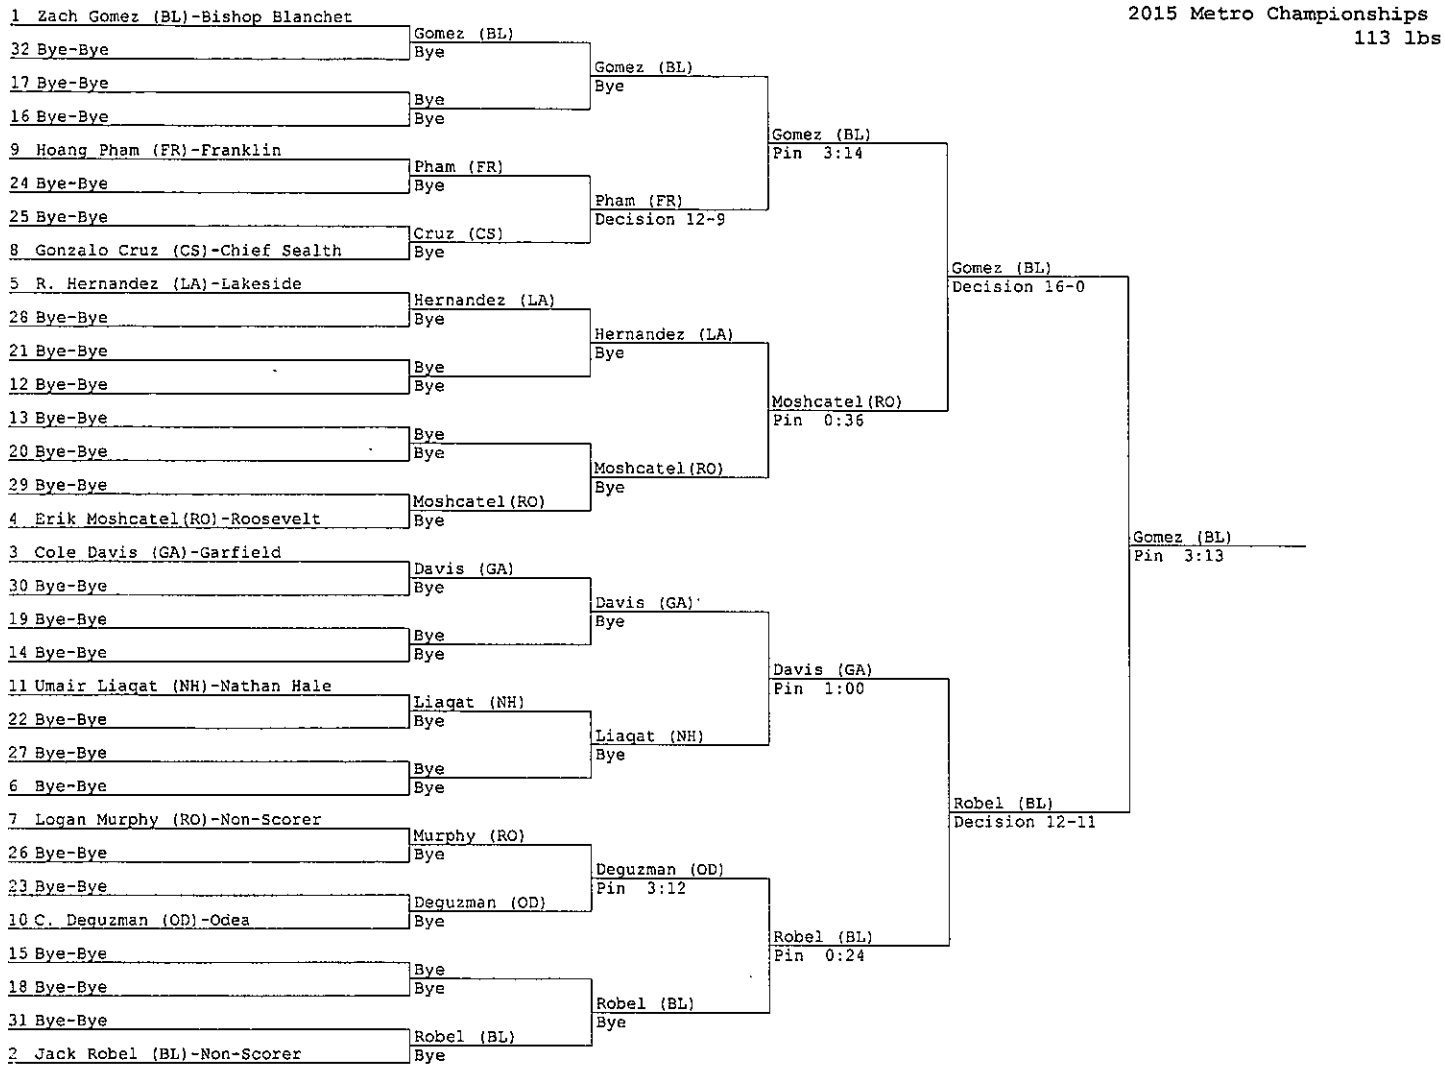 2015 Metro Championships
113 lbs
1 Zach Gomez (BL)-Bishop Blanchet
32 Bye-Bye
17 Bye-Bye
16 Bye-Bye
9 Hoang Pham (FR)-Franklin
24 Bye-Bye
25 Bye-Bye
8 Gonzalo Cruz (CS)-Chief Sealth
5 R. Hernandez (LA)-Lakeside
28 Bye-Bye
21 Bye-Bye
12 Bye-Bye
13 Bye-Bye
20 Bye-Bye
29 Bye-Bye
4 Erik Moshcatel(RO)-Roosevelt
3 Cole Davis (GA)-Garfield
30 Bye-Bye
19 Bye-Bye
14 Bye-Bye
11 Umair Liaqat (NH)-Nathan Hale
22 Bye-Bye
27 Bye-Bye
6 Bye-Bye
7 Logan Murphy (RO)-Non-Scorer
26 Bye-Bye
23 Bye-Bye
10 C. Deguzman (OD)-Odea
15 Bye-Bye
18 Bye-Bye
31 Bye-Bye
2 Jack Robel (BL)-Non-Scorer
Gomez (BL)
Bye
Bye
Bye
Pham (FR)
Bye
Cruz (CS)
Bye
Hernandez (LA)
Bye
Bye
Bye
Bye
Bye
Moshcatel(RO)
Bye
Davis (GA)
Bye
Bye
Bye
Liaqat (NH)
Bye
Bye
Bye
Murphy (RO)
Bye
Deguzman (OD)
Bye
Bye
Bye
Robel (BL)
Bye
Gomez (BL)
Bye
Pham (FR)
Decision 12-9
Hernandez (LA)
Bye
Moshcatel(RO)
Bye
Davis (GA)
Bye
Liaqat (NH)
Bye
Deguzman (OD)
Pin 3:12
Robel (BL)
Bye
Gomez (BL)
Pin 3:14
Moshcatel(RO)
Pin 0:36
Davis (GA)
Pin 1:00
Robel (BL)
Pin 0:24
Gomez (BL)
Decision 16-0
Robel (BL)
Decision 12-11
Gomez (BL)
Pin 3:13